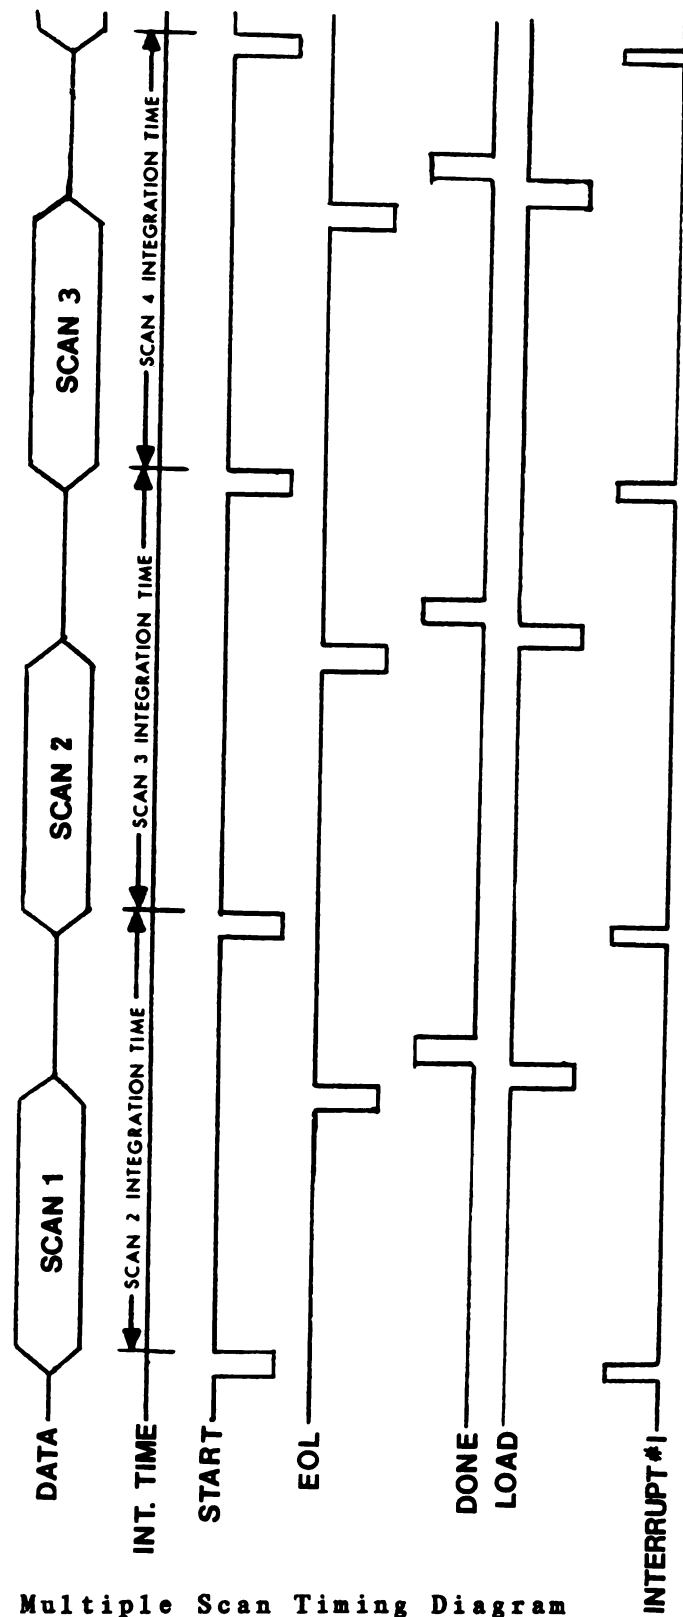 DATA
SCAN 1
SCAN 2
SCAN 3
INT. TIME
SCAN 2 INTEGRATION TIME
SCAN 3 INTEGRATION TIME
SCAN 4 INTEGRATION TIME
START
EOL
DONE
LOAD
INTERRUPT#1
Multiple Scan Timing Diagram